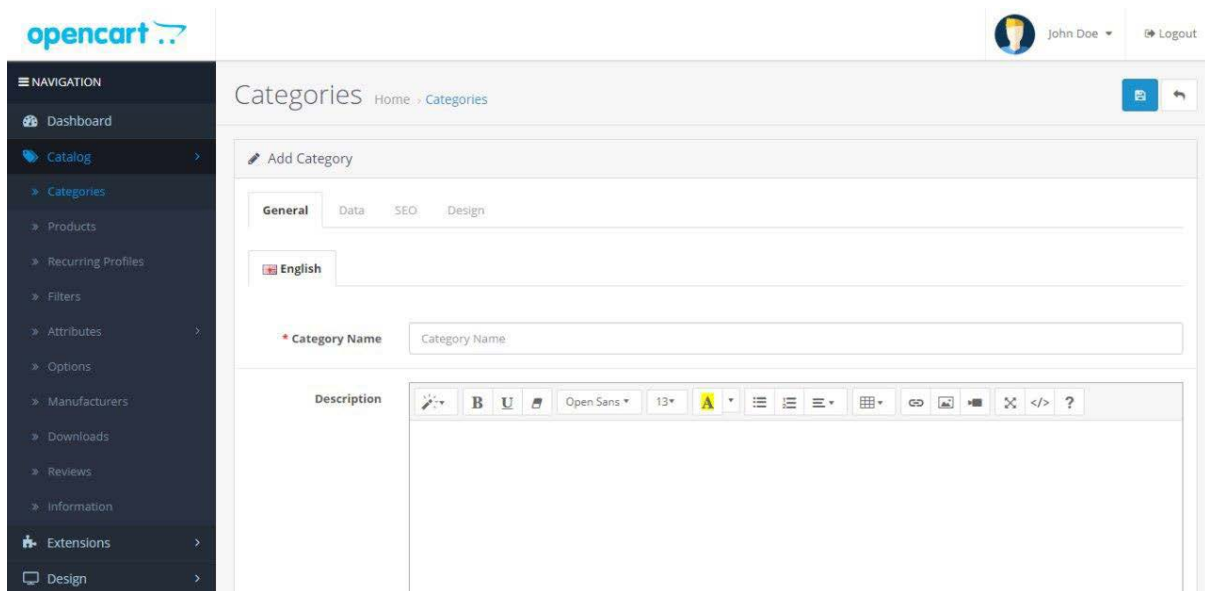 opencart
John Doe
Logout
NAVIGATION
Dashboard
Catalog
Categories
Products
Recurring Profiles
Filters
Attributes
Options
Manufacturers
Downloads
Reviews
Information
Extensions
Design
Categories Home › Categories
Add Category
General Data SEO Design
English
* Category Name Category Name
Description B U Open Sans 13 A </> ?